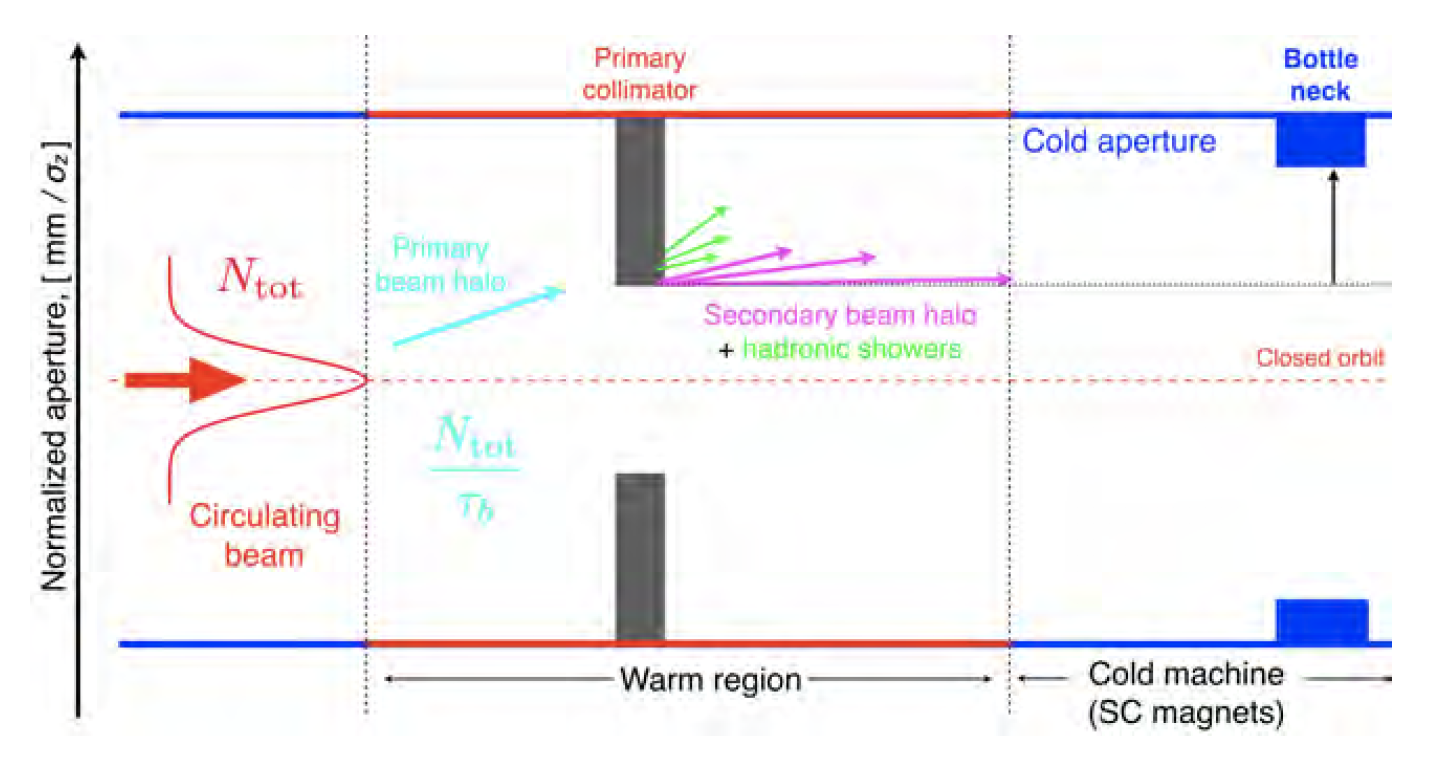 Primary
collimator
Bottle
neck
Cold aperture
Normalized aperture, [ mm / σz]
N_tot
Primary
beam halo
Secondary beam halo
+ hadronic showers
Closed orbit
N_tot
τ_b
Circulating
beam
Warm region
Cold machine
(SC magnets)